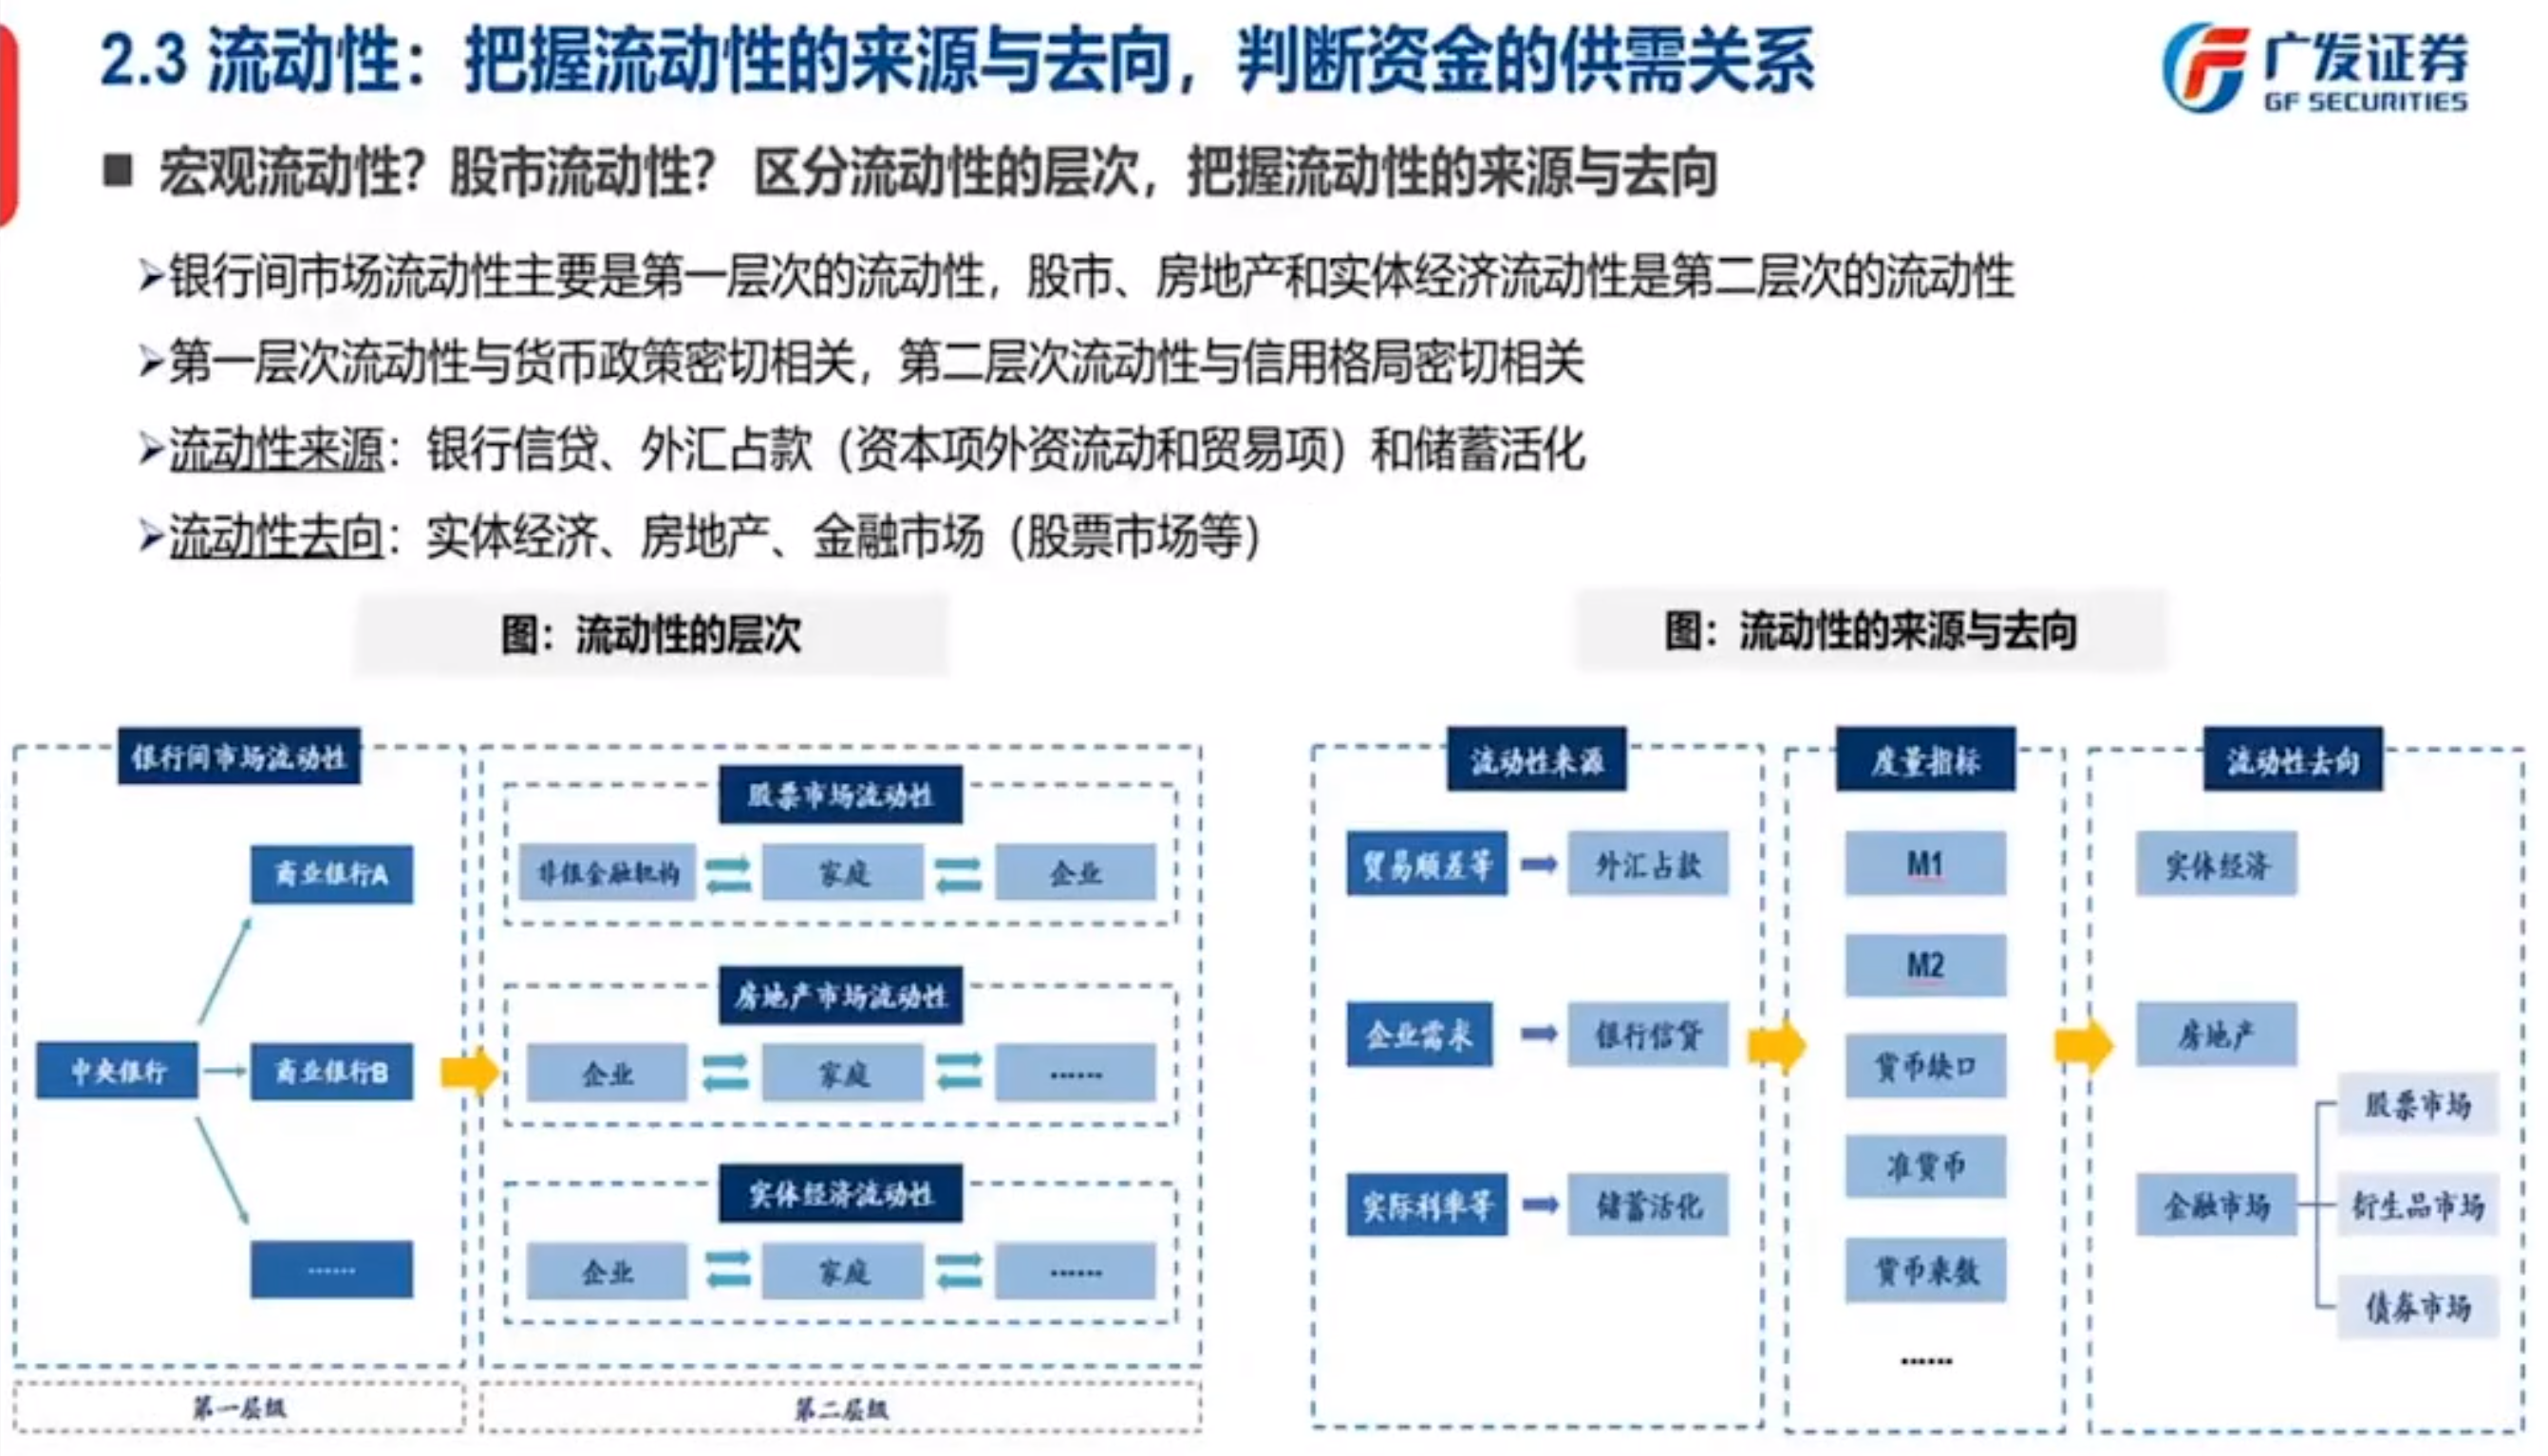 2.3 流动性：把握流动性的来源与去向，判断资金的供需关系
广发证券
GF SECURITIES
■ 宏观流动性？股市流动性？ 区分流动性的层次，把握流动性的来源与去向
➢银行间市场流动性主要是第一层次的流动性，股市、房地产和实体经济流动性是第二层次的流动性
➢第一层次流动性与货币政策密切相关，第二层次流动性与信用格局密切相关
➢流动性来源：银行信贷、外汇占款（资本项外资流动和贸易项）和储蓄活化
➢流动性去向：实体经济、房地产、金融市场（股票市场等）
图：流动性的层次
银行间市场流动性
中央银行
商业银行A
商业银行B
……
第一层级
股票市场流动性
非银金融机构
家庭
企业
房地产市场流动性
企业
家庭
……
实体经济流动性
企业
家庭
……
第二层级
图：流动性的来源与去向
流动性来源
贸易顺差等
外汇占款
企业需求
银行信贷
实际利率等
储蓄活化
度量指标
M1
M2
货币缺口
准货币
货币乘数
……
流动性去向
实体经济
房地产
金融市场
股票市场
衍生品市场
债券市场